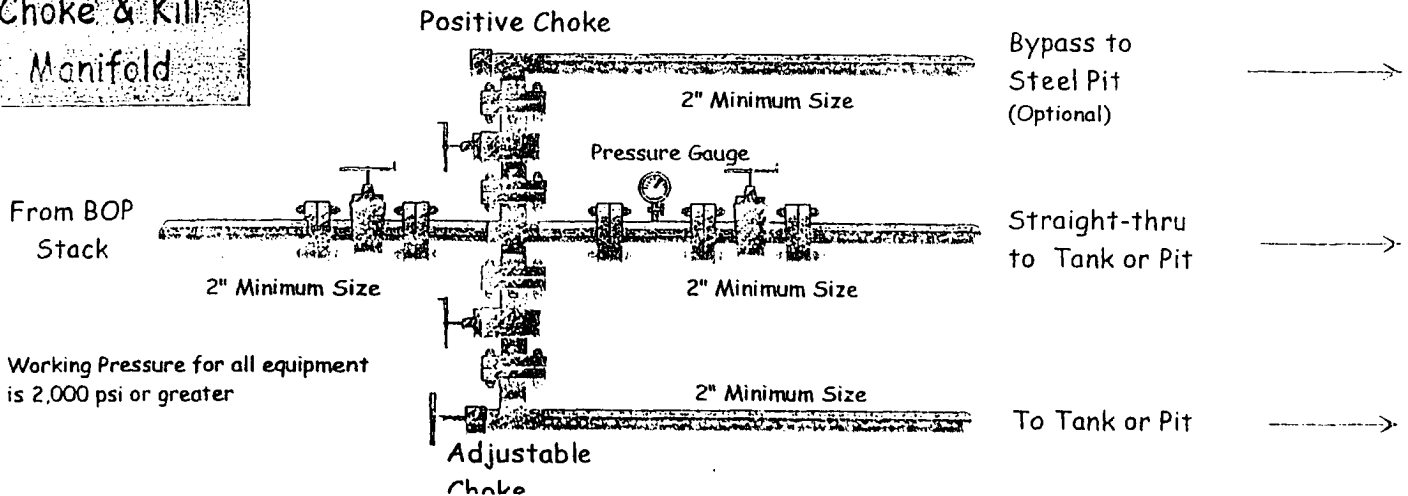 Choke & Kill
Manifold
Positive Choke
Bypass to
Steel Pit
(Optional)
2" Minimum Size
Pressure Gauge
From BOP
Stack
Straight-thru
to Tank or Pit
2" Minimum Size
2" Minimum Size
Working Pressure for all equipment
is 2,000 psi or greater
2" Minimum Size
To Tank or Pit
Adjustable
Choke